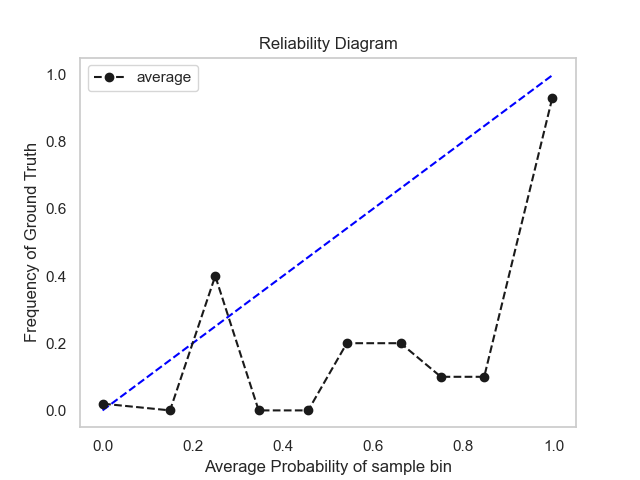 Reliability Diagram
average
1.0
0.8
0.6
0.4
0.2
0.0
Frequency of Ground Truth
0.0 0.2 0.4 0.6 0.8 1.0
Average Probability of sample bin